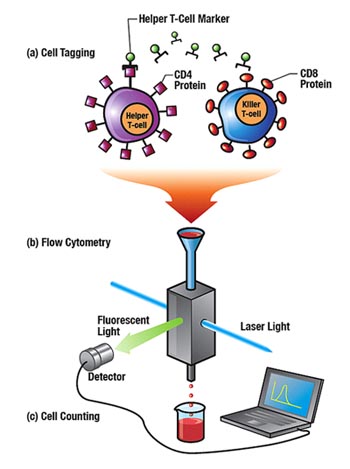 Helper T-Cell Marker
(a) Cell Tagging
CD4
Protein
CD8
Protein
Helper
T-cell
Killer
T-cell
(b) Flow Cytometry
Fluorescent
Light
Laser Light
Detector
(c) Cell Counting